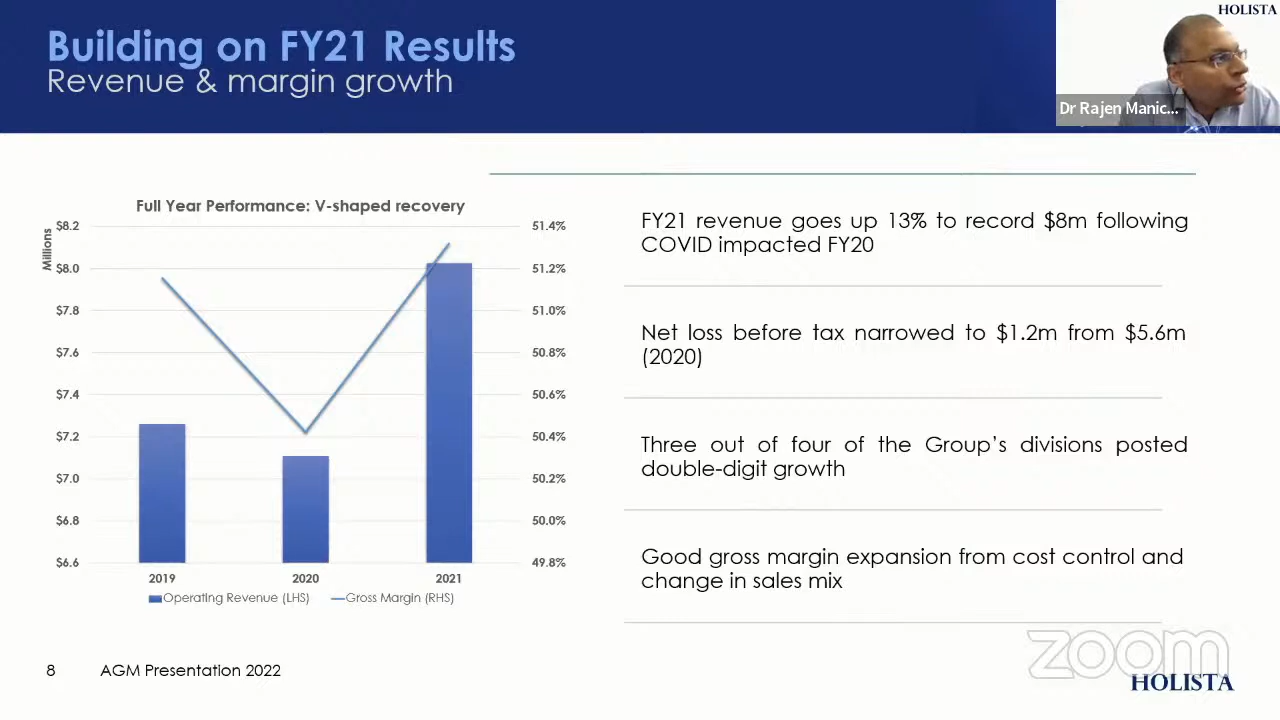 Building on FY21 Results
Revenue & margin growth
HOLISTA
Dr Rajen Manic...
Full Year Performance: V-shaped recovery
Millions
$8.2
$8.0
$7.8
$7.6
$7.4
$7.2
$7.0
$6.8
$6.6
51.4%
51.2%
51.0%
50.8%
50.6%
50.4%
50.2%
50.0%
49.8%
2019 2020 2021
Operating Revenue (LHS) Gross Margin (RHS)
FY21 revenue goes up 13% to record $8m following
COVID impacted FY20
Net loss before tax narrowed to $1.2m from $5.6m
(2020)
Three out of four of the Group's divisions posted
double-digit growth
Good gross margin expansion from cost control and
change in sales mix
8 AGM Presentation 2022
zoom
HOLISTA